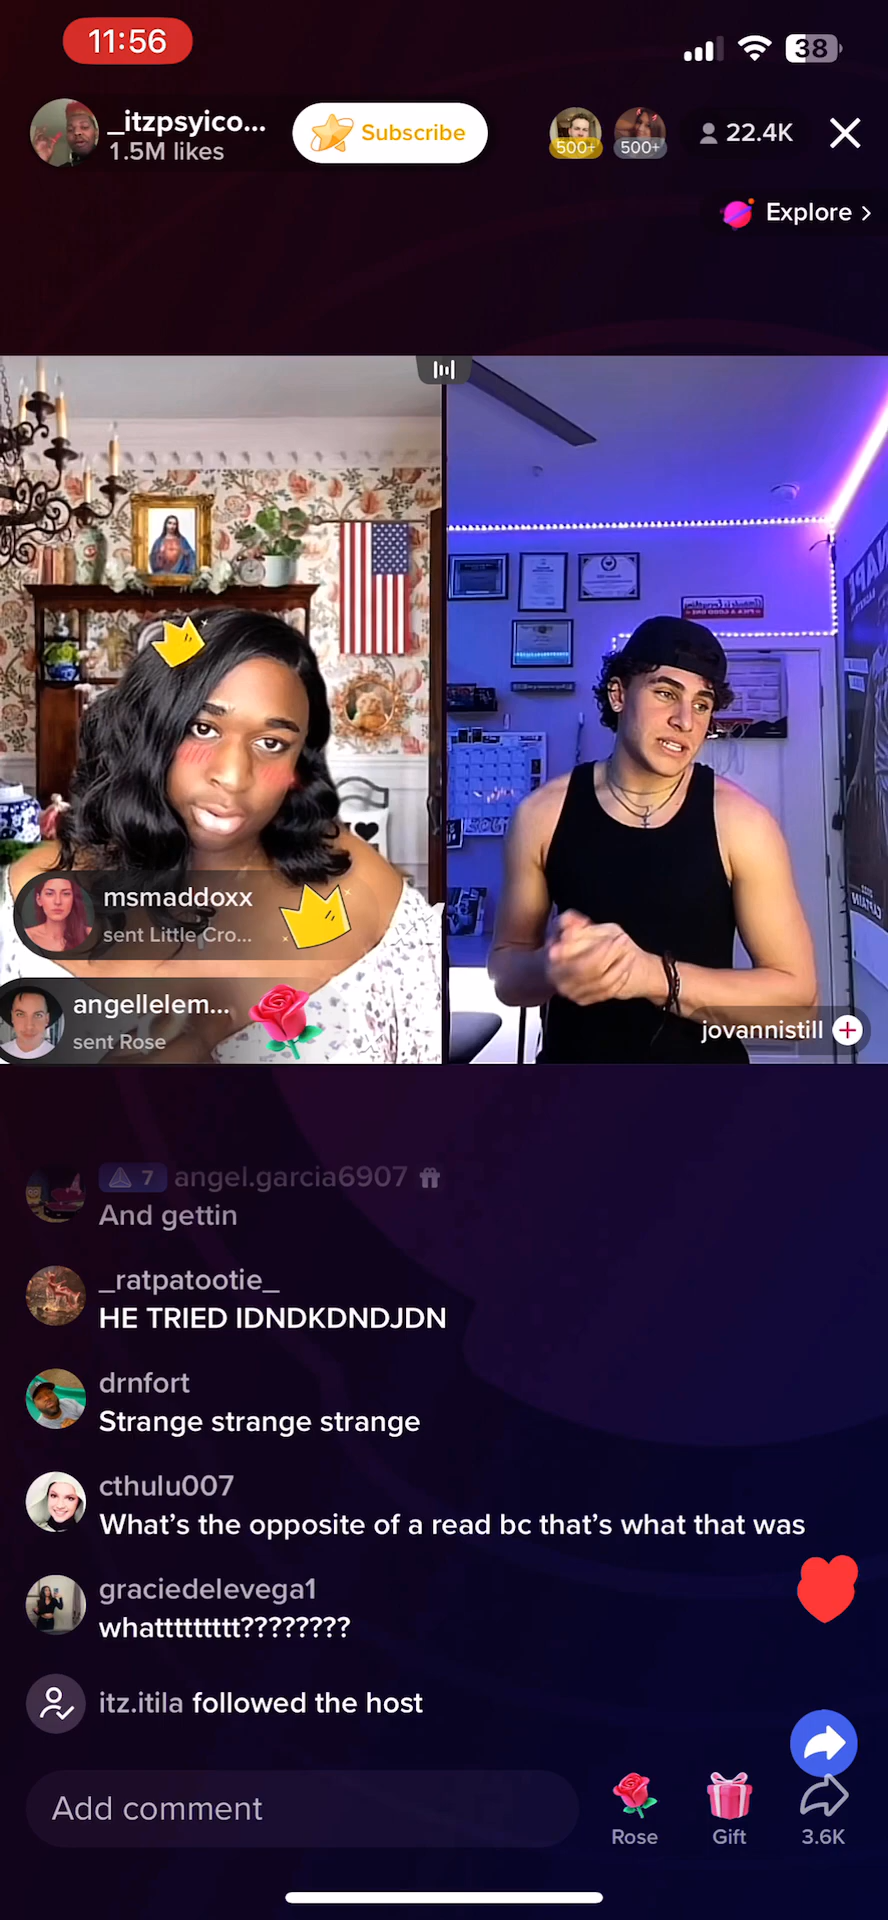 11:56
38
_itzpsyico...
1.5M likes
Subscribe
500+
500+
22.4K
Explore >
msmaddoxx
sent Little Cro...
angellelem...
sent Rose
jovannistill
7 angel.garcia6907
And gettin
_ratpatootie_
HE TRIED IDNDKDNDJDN
drnfort
Strange strange strange
cthulu007
What's the opposite of a read bc that's what that was
graciedelevega1
whatttttttttt????????
itz.itila followed the host
Add comment
Rose
Gift
3.6K